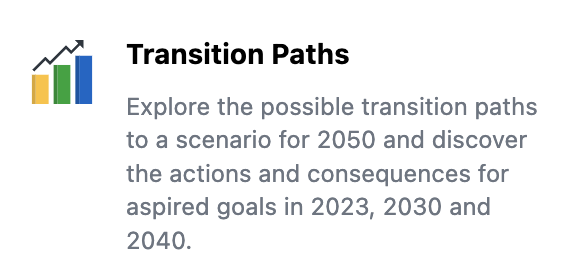 Transition Paths
Explore the possible transition paths
to a scenario for 2050 and discover
the actions and consequences for
aspired goals in 2023, 2030 and
2040.